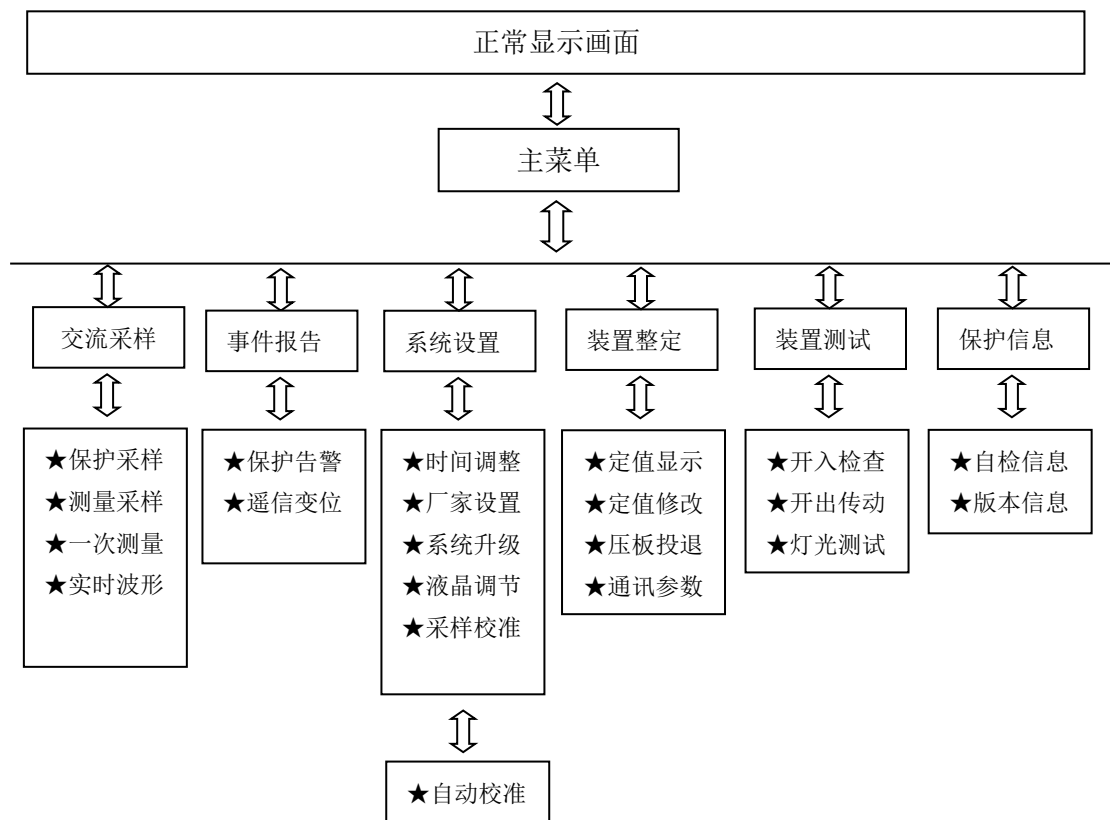 正常显示画面
主菜单
交流采样
事件报告
系统设置
装置整定
装置测试
保护信息
★保护采样
★测量采样
★一次测量
★实时波形
★保护告警
★遥信变位
★时间调整
★厂家设置
★系统升级
★液晶调节
★采样校准
★定值显示
★定值修改
★压板投退
★通讯参数
★开入检查
★开出传动
★灯光测试
★自检信息
★版本信息
★自动校准